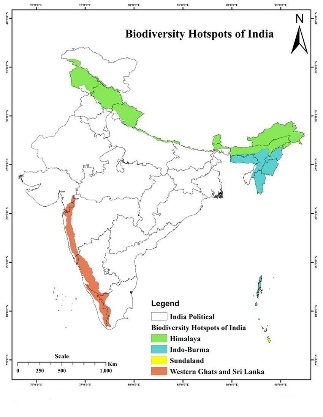 Biodiversity Hotspots of India
N
Legend
India Political
Biodiversity Hotspots of India
Himalaya
Indo-Burma
Sundaland
Western Ghats and Sri Lanka
Scale
0 250 500 1,000
Km